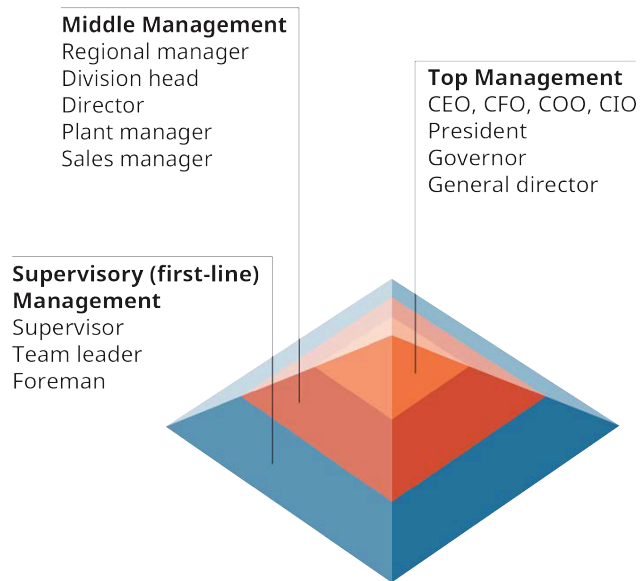 Middle Management
Regional manager
Division head
Director
Plant manager
Sales manager
Top Management
CEO, CFO, COO, CIO
President
Governor
General director
Supervisory (first-line)
Management
Supervisor
Team leader
Foreman